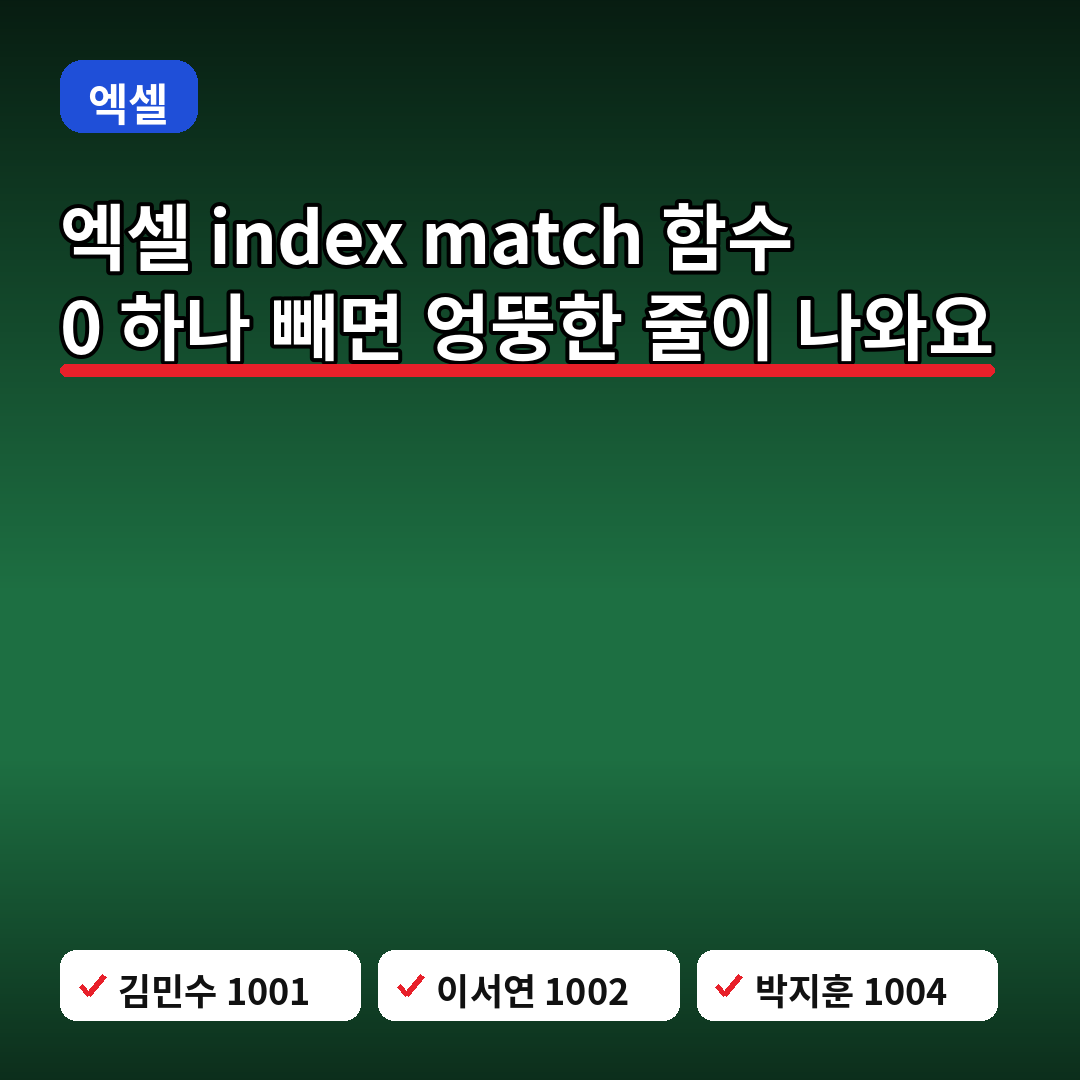 엑셀
엑셀 index match 함수
0 하나 빼면 엉뚱한 줄이 나와요
김민수 1001
이서연 1002
박지훈 1004